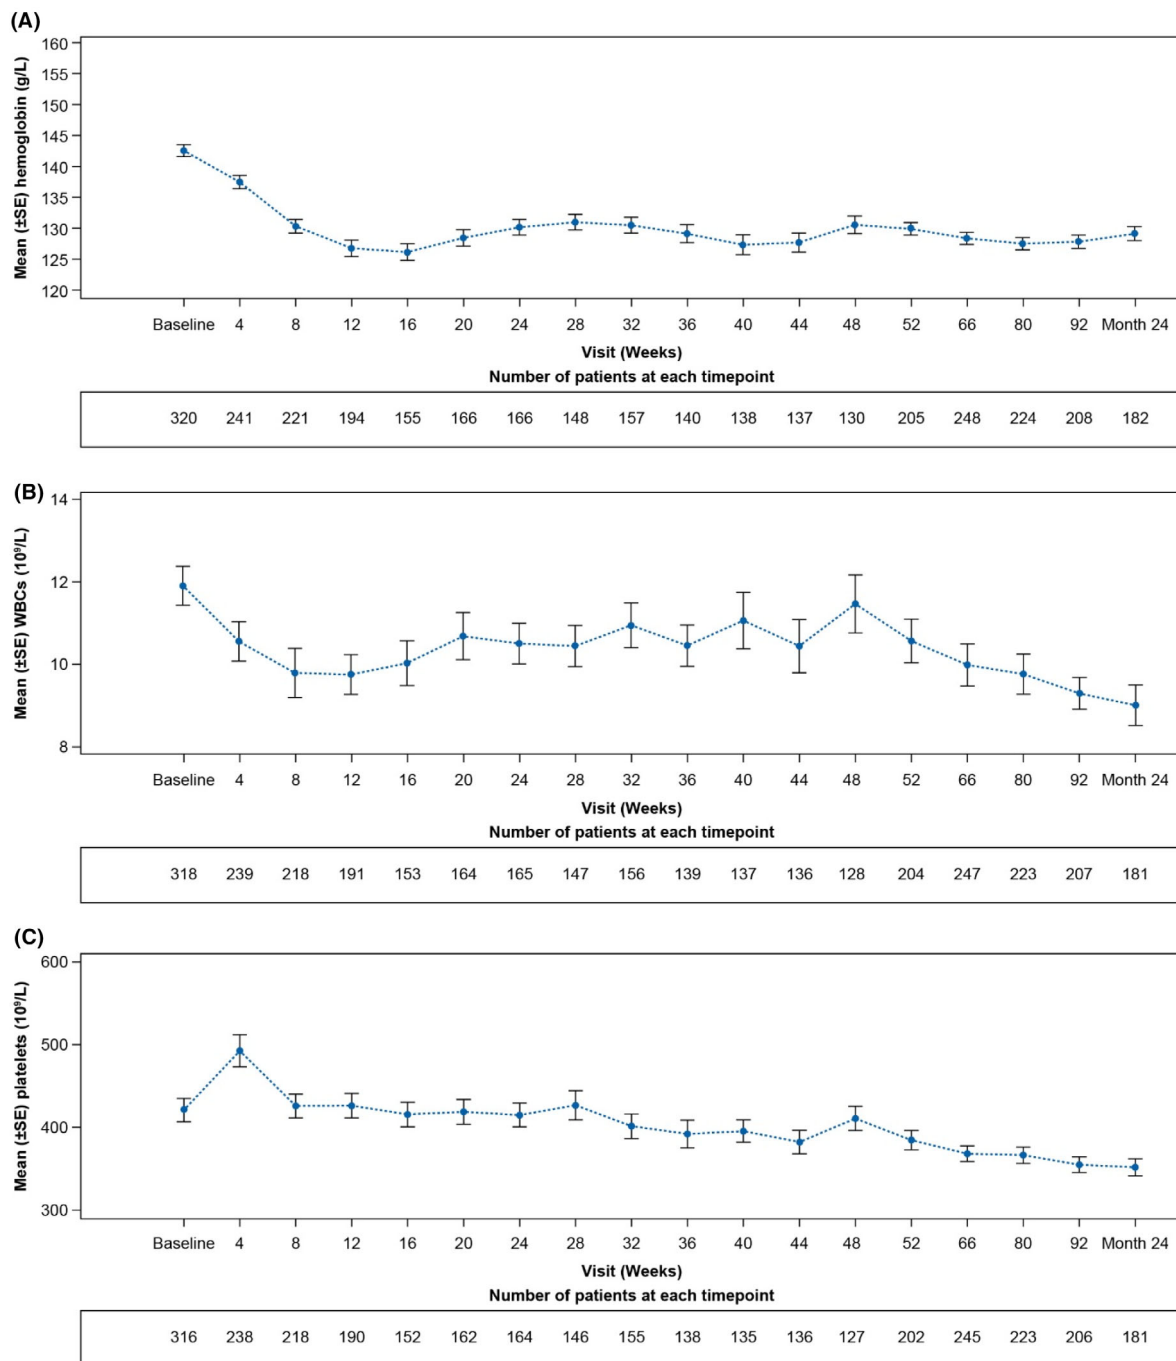 (A)
Mean (±SE) hemoglobin (g/L)
160
155
150
145
140
135
130
125
120
Baseline 4 8 12 16 20 24 28 32 36 40 44 48 52 66 80 92 Month 24
Visit (Weeks)
Number of patients at each timepoint
320 241 221 194 155 166 166 148 157 140 138 137 130 205 248 224 208 182
(B)
Mean (±SE) WBCs (10⁹/L)
14
12
10
8
Baseline 4 8 12 16 20 24 28 32 36 40 44 48 52 66 80 92 Month 24
Visit (Weeks)
Number of patients at each timepoint
318 239 218 191 153 164 165 147 156 139 137 136 128 204 247 223 207 181
(C)
Mean (±SE) platelets (10⁹/L)
600
500
400
300
Baseline 4 8 12 16 20 24 28 32 36 40 44 48 52 66 80 92 Month 24
Visit (Weeks)
Number of patients at each timepoint
316 238 218 190 152 162 164 146 155 138 135 136 127 202 245 223 206 181